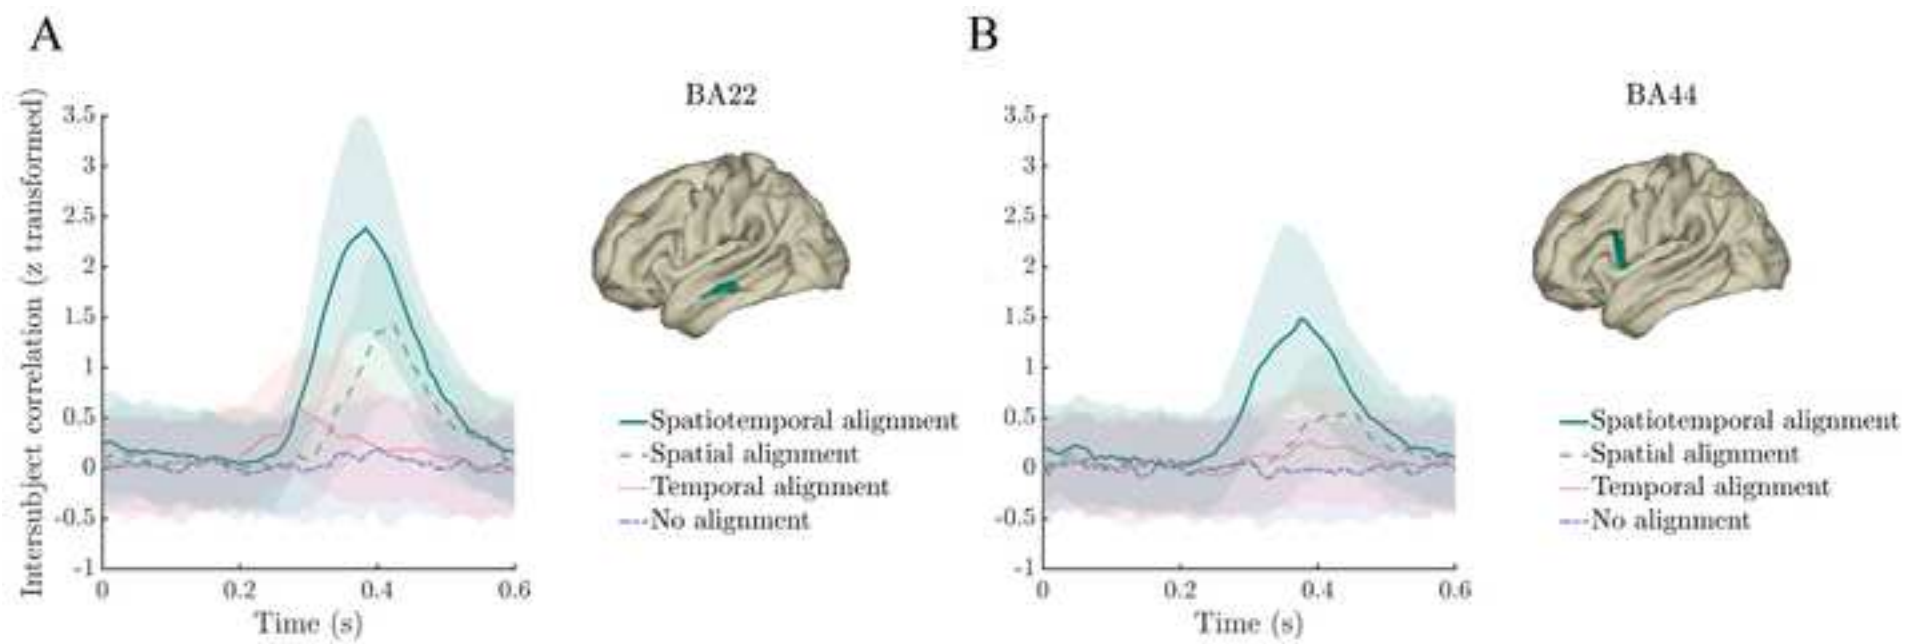 A
B
BA22
BA44
Intersubject correlation (z transformed)
3.5
3
2.5
2
1.5
1
0.5
0
-0.5
-1
0
0.2
0.4
0.6
Time (s)
Spatiotemporal alignment
Spatial alignment
Temporal alignment
No alignment
3.5
3
2.5
2
1.5
1
0.5
0
-0.5
-1
0
0.2
0.4
0.6
Time (s)
Spatiotemporal alignment
Spatial alignment
Temporal alignment
No alignment